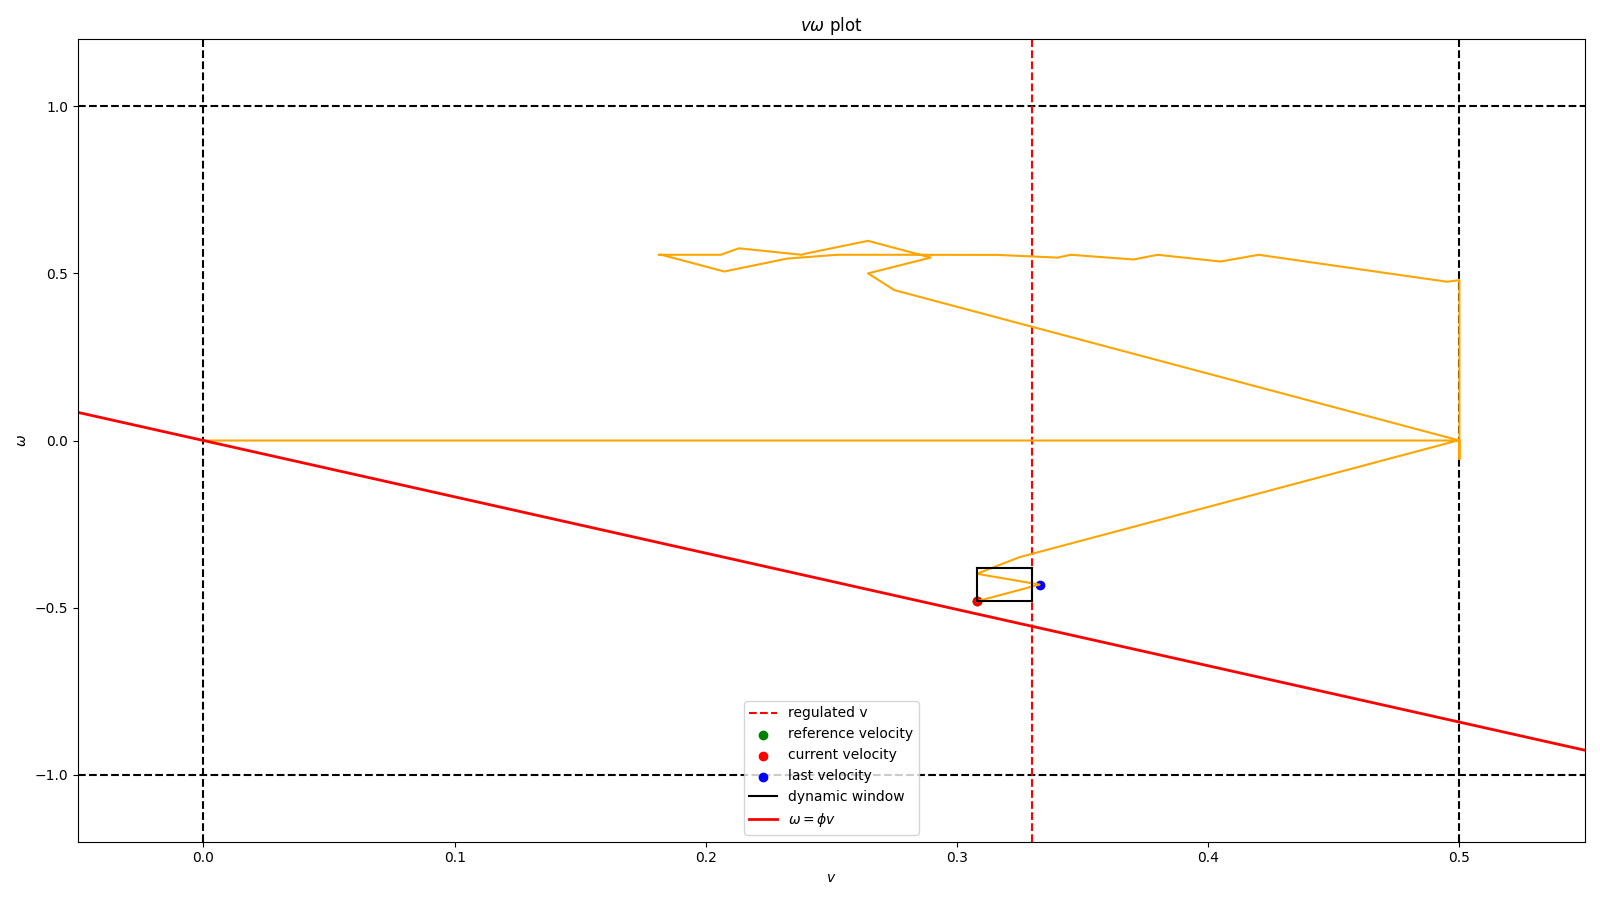 vω plot
1.0
0.5
0.0
−0.5
−1.0
ω
regulated v
reference velocity
current velocity
last velocity
dynamic window
ω = ϕv
0.0 0.1 0.2 0.3 0.4 0.5
v